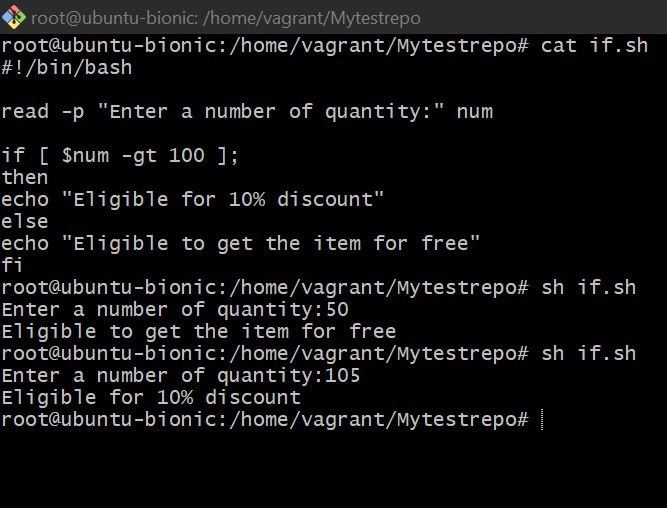 root@ubuntu-bionic: /home/vagrant/Mytestrepo
root@ubuntu-bionic:/home/vagrant/Mytestrepo# cat if.sh
#!/bin/bash
read -p "Enter a number of quantity:" num
if [ $num -gt 100 ];
then
echo "Eligible for 10% discount"
else
echo "Eligible to get the item for free"
fi
root@ubuntu-bionic:/home/vagrant/Mytestrepo# sh if.sh
Enter a number of quantity:50
Eligible to get the item for free
root@ubuntu-bionic:/home/vagrant/Mytestrepo# sh if.sh
Enter a number of quantity:105
Eligible for 10% discount
root@ubuntu-bionic:/home/vagrant/Mytestrepo#